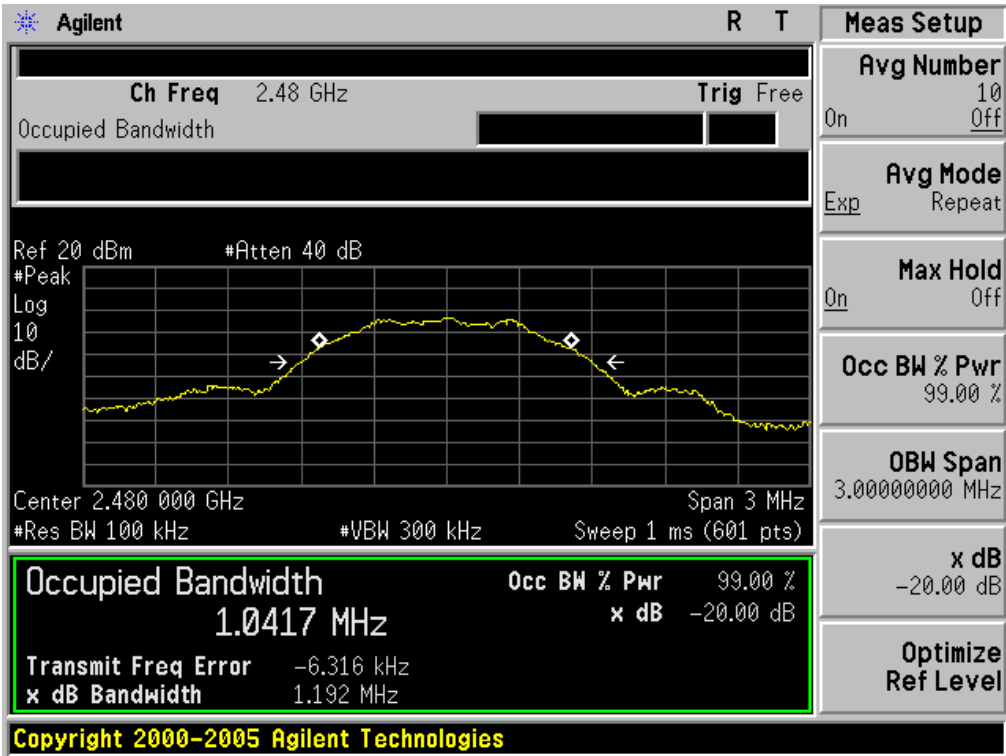 Agilent R T
Ch Freq 2.48 GHz Trig Free
Occupied Bandwidth
Ref 20 dBm #Atten 40 dB
#Peak
Log
10
dB/
Center 2.480 000 GHz Span 3 MHz
#Res BW 100 kHz #VBW 300 kHz Sweep 1 ms (601 pts)
Occupied Bandwidth
1.0417 MHz
Occ BW % Pwr 99.00 %
x dB -20.00 dB
Transmit Freq Error -6.316 kHz
x dB Bandwidth 1.192 MHz
Copyright 2000-2005 Agilent Technologies
Meas Setup
Avg Number
10
On Off
Avg Mode
Exp Repeat
Max Hold
On Off
Occ BW % Pwr
99.00 %
OBW Span
3.00000000 MHz
x dB
-20.00 dB
Optimize
Ref Level